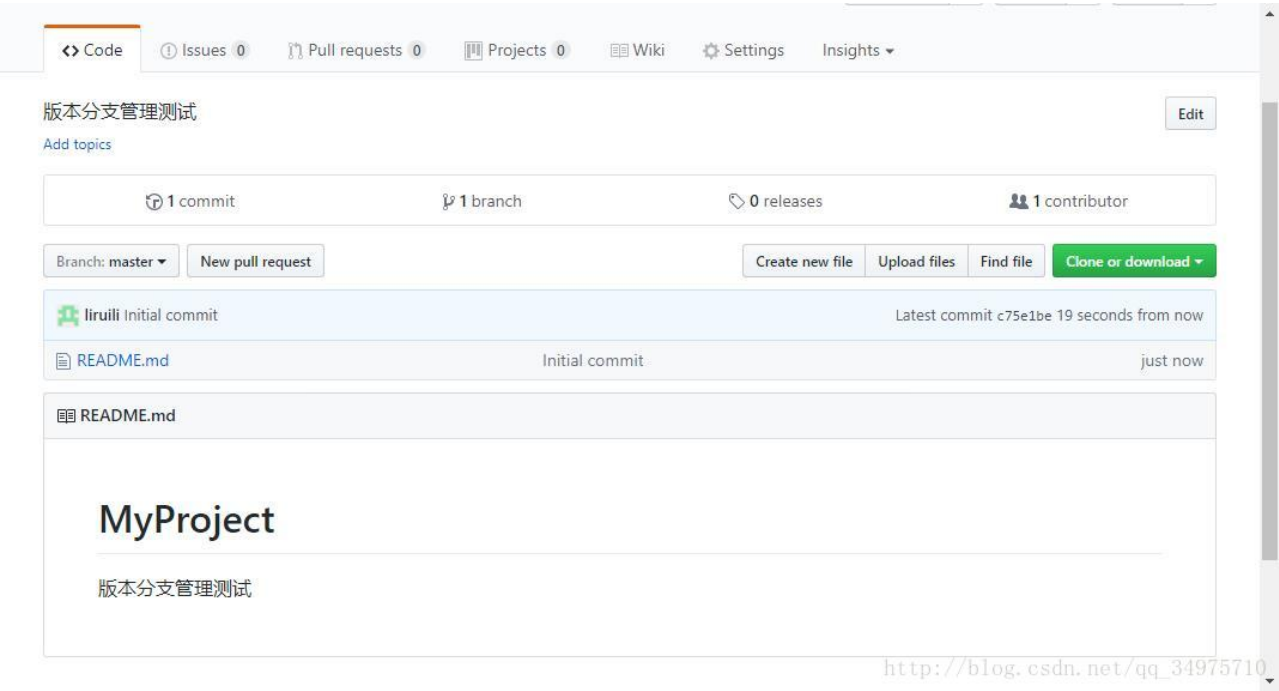 Code Issues 0 Pull requests 0 Projects 0 Wiki Settings Insights
版本分支管理测试 Edit
Add topics
1 commit 1 branch 0 releases 1 contributor
Branch: master New pull request Create new file Upload files Find file Clone or download
liruili Initial commit Latest commit c75e1be 19 seconds from now
README.md Initial commit just now
README.md
MyProject
版本分支管理测试
http://blog.csdn.net/qq_34975710